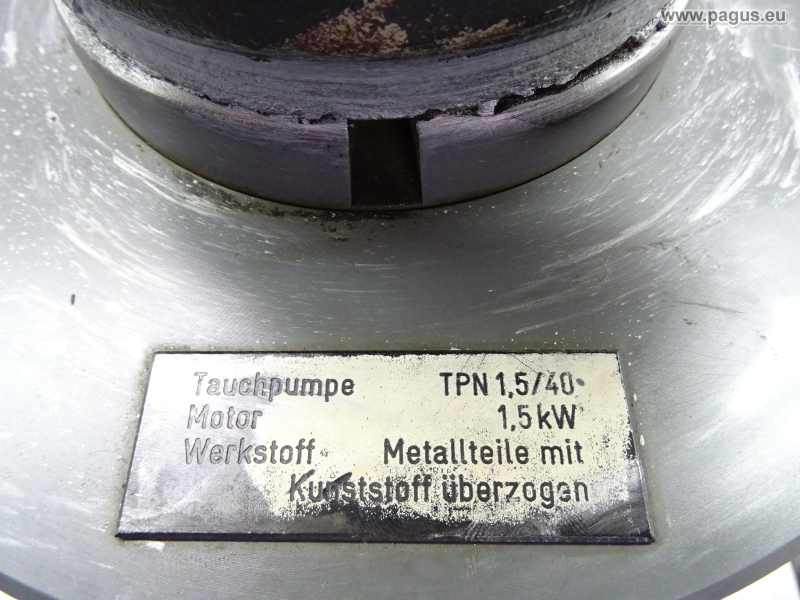 www.pagus.eu
Tauchpumpe TPN 1,5/40
Motor 1,5 kW
Werkstoff Metallteile mit
Kunststoff überzogen